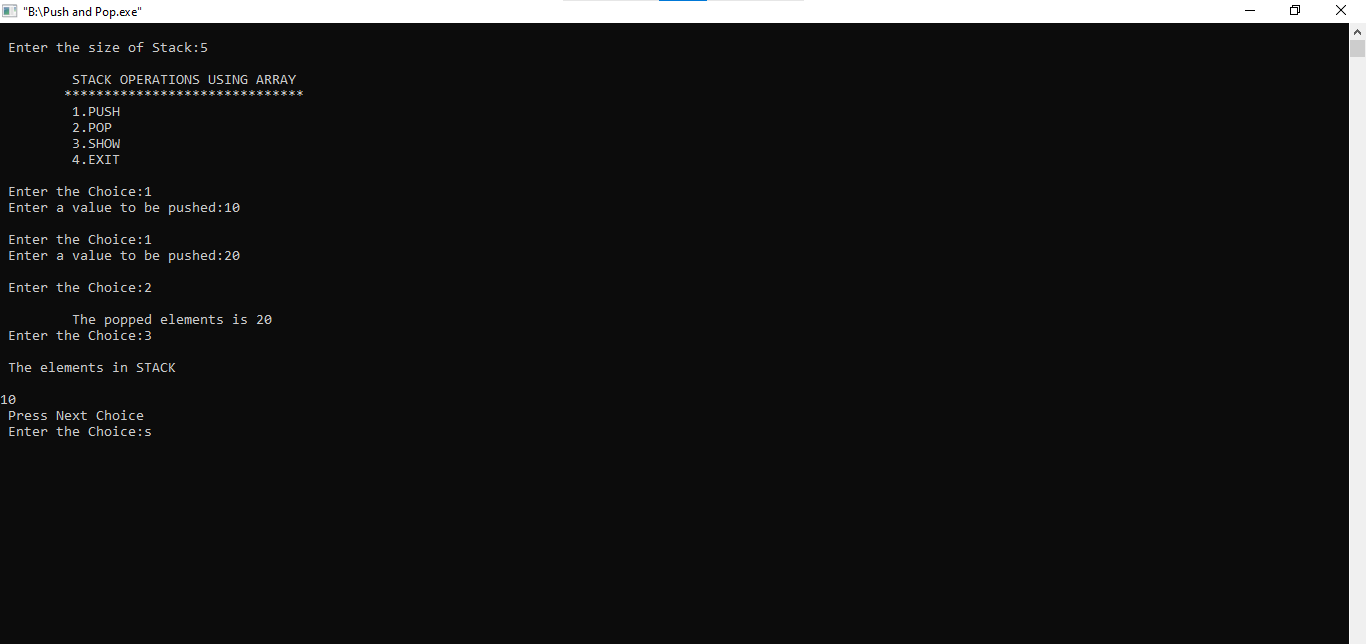 "B:\Push and Pop.exe"
Enter the size of Stack:5
STACK OPERATIONS USING ARRAY
******************************
1.PUSH
2.POP
3.SHOW
4.EXIT
Enter the Choice:1
Enter a value to be pushed:10
Enter the Choice:1
Enter a value to be pushed:20
Enter the Choice:2
The popped elements is 20
Enter the Choice:3
The elements in STACK
10
Press Next Choice
Enter the Choice:s